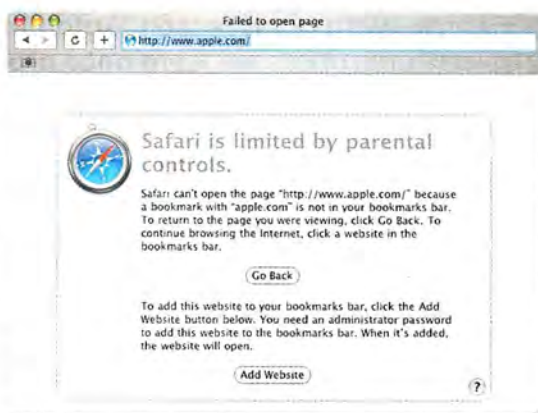 Failed to open page
http://www.apple.com/
Safari is limited by parental
controls.
Safari can't open the page "http://www.apple.com/" because
a bookmark with "apple.com" is not in your bookmarks bar.
To return to the page you were viewing, click Go Back. To
continue browsing the Internet, click a website in the
bookmarks bar.
Go Back
To add this website to your bookmarks bar, click the Add
Website button below. You need an administrator password
to add this website to the bookmarks bar. When it's added,
the website will open.
Add Website
?